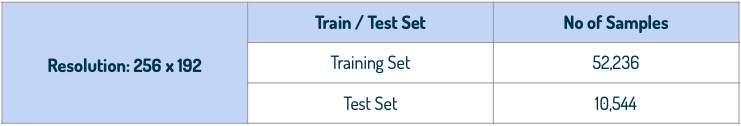 Train / Test Set No of Samples
Resolution: 256 x 192
Training Set 52,236
Test Set 10,544